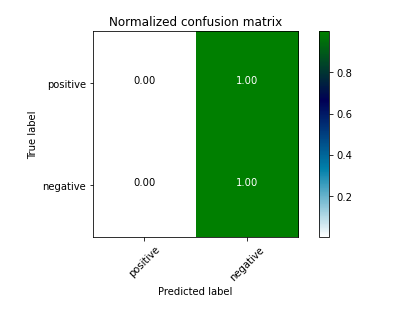 Normalized confusion matrix
True label
positive
0.00 1.00
negative
0.00 1.00
positive
negative
Predicted label
0.8
0.6
0.4
0.2